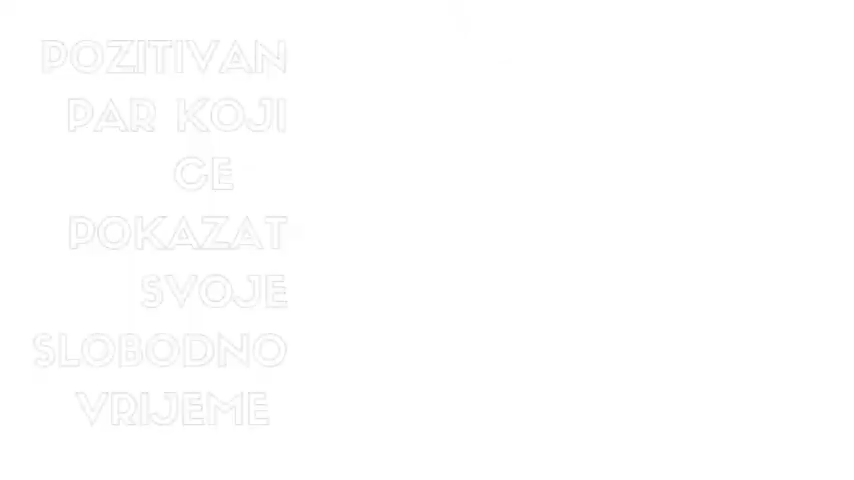 POZITIVAN
PAR KOJI
CE
POKAZAT
SVOJE
SLOBODNO
VRIJEME